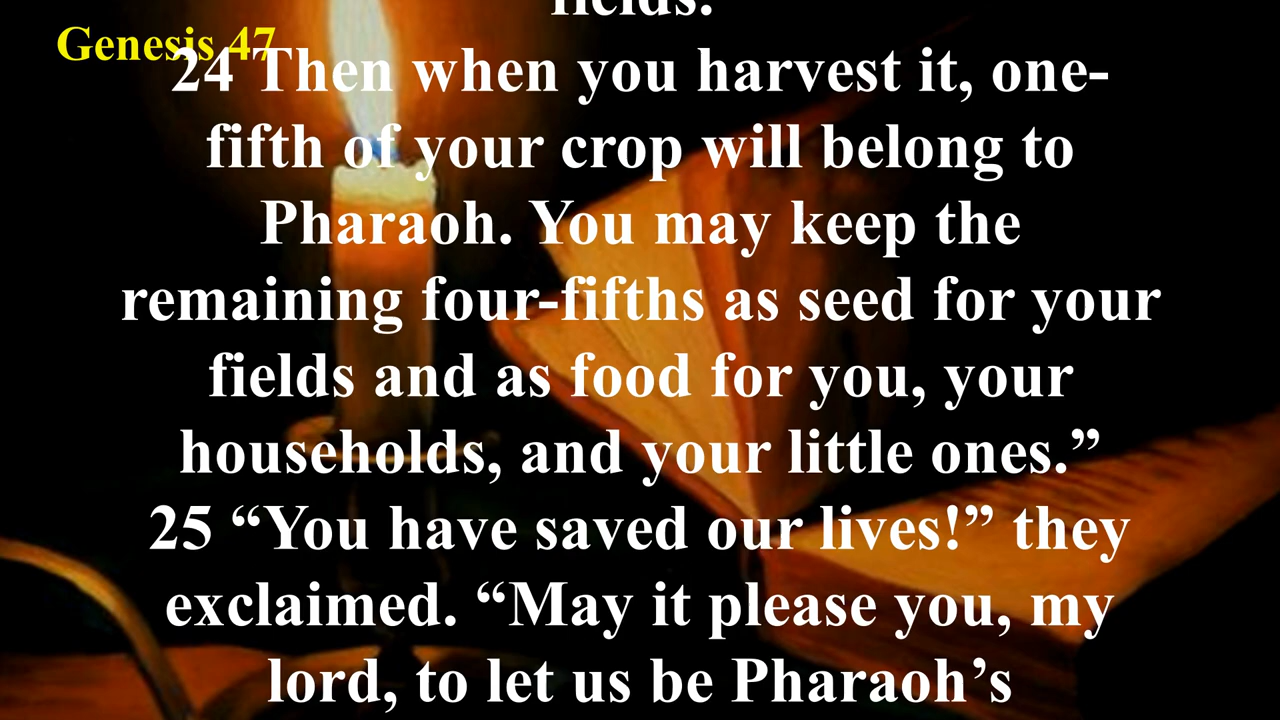 fields.
Genesis 47
24 Then when you harvest it, one-
fifth of your crop will belong to
Pharaoh. You may keep the
remaining four-fifths as seed for your
fields and as food for you, your
households, and your little ones.”
25 “You have saved our lives!” they
exclaimed. “May it please you, my
lord, to let us be Pharaoh’s